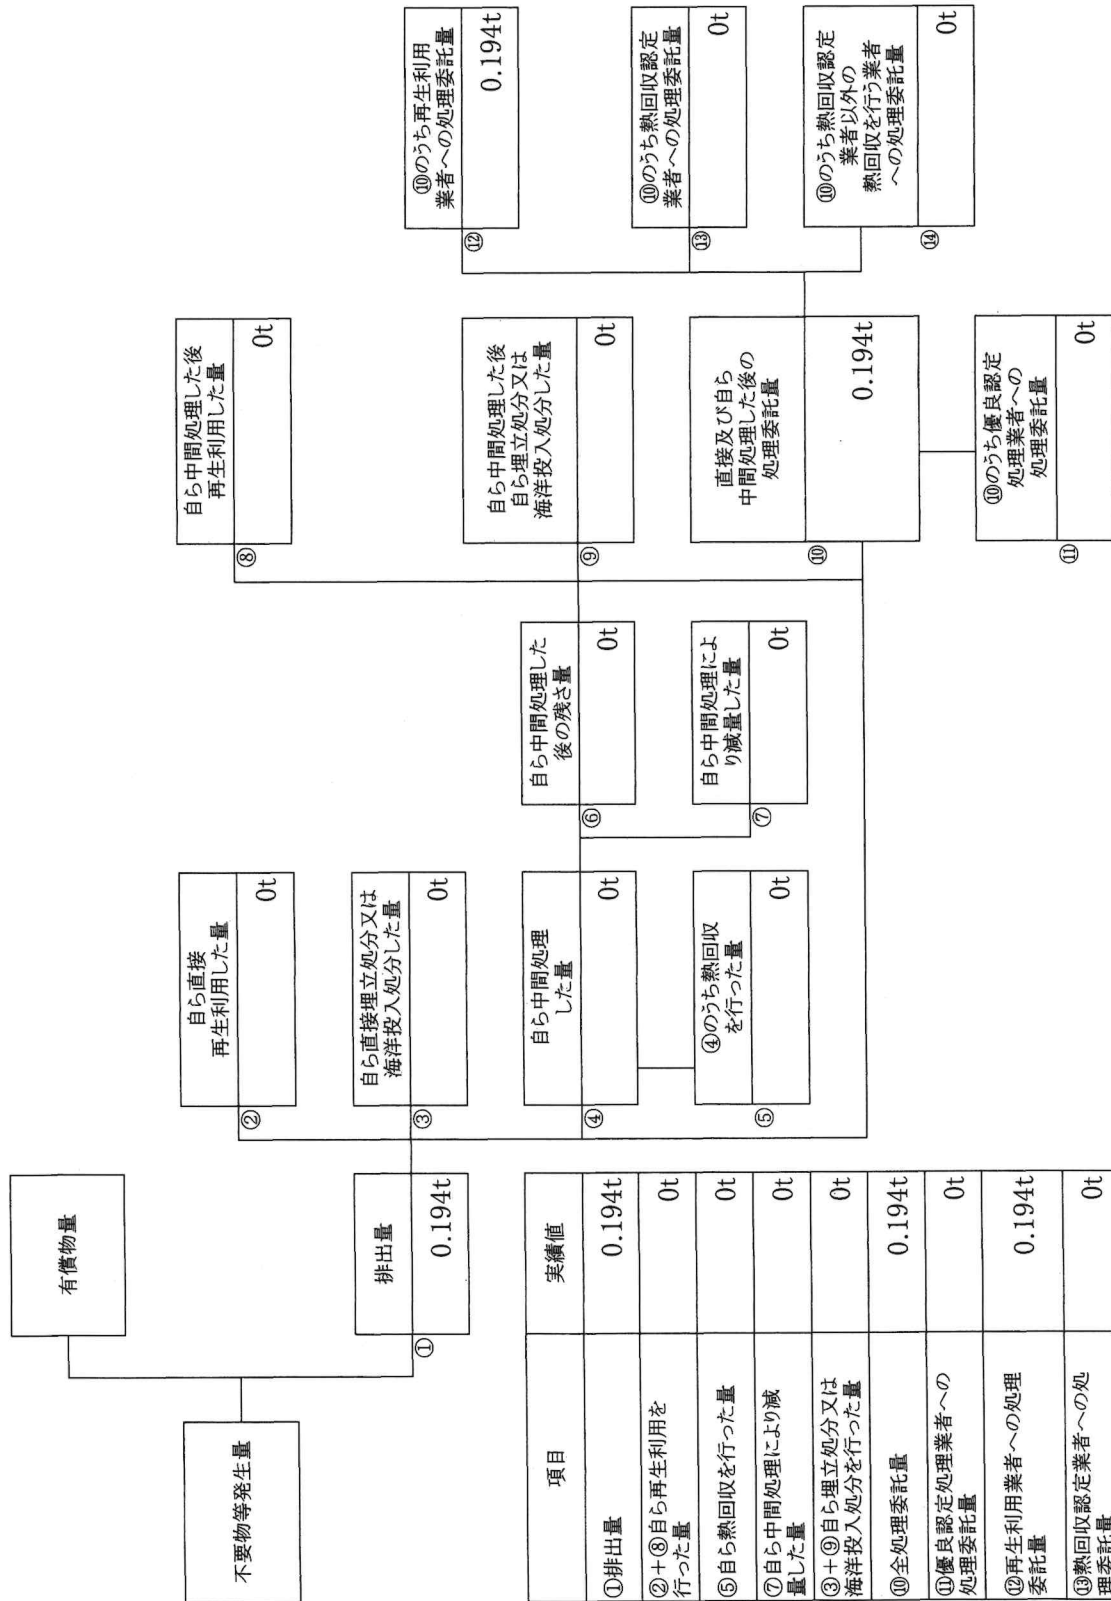 不要物等発生量
有償物量
①
排出量
0.194t
②
自ら直接
再生利用した量
0t
③
自ら直接埋立処分又は
海洋投入処分した量
0t
④
自ら中間処理
した量
0t
⑤
④のうち熱回収
を行った量
0t
⑥
自ら中間処理した
後の残さ量
0t
⑦
自ら中間処理によ
り減量した量
0t
⑧
自ら中間処理した後
再生利用した量
0t
⑨
自ら中間処理した後
自ら埋立処分又は
海洋投入処分した量
0t
⑩
直接及び自ら
中間処理した後の
処理委託量
0.194t
⑪
⑩のうち優良認定
処理業者への
処理委託量
0t
⑫
⑩のうち再生利用
業者への処理委託量
0.194t
⑬
⑩のうち熱回収認定
業者への処理委託量
0t
⑭
⑩のうち熱回収認定
業者以外の
熱回収を行う業者
への処理委託量
0t
項目 実績値
①排出量 0.194t
②+⑧自ら再生利用を
行った量 0t
⑤自ら熱回収を行った量 0t
⑦自ら中間処理により減
量した量 0t
③+⑨自ら埋立処分又は
海洋投入処分を行った量 0t
⑩全処理委託量 0.194t
⑪優良認定処理業者への
処理委託量 0t
⑫再生利用業者への処理
委託量 0.194t
⑬熱回収認定業者への処
理委託量 0t